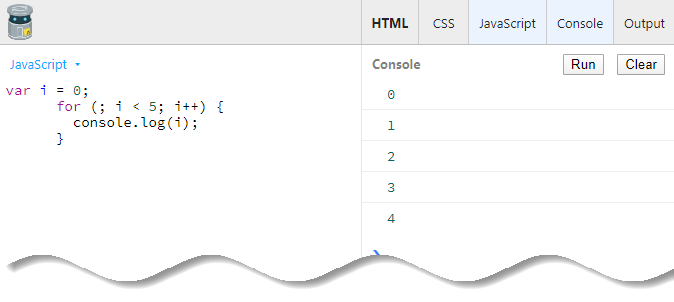 HTML CSS JavaScript Console Output
JavaScript
var i = 0;
for (; i < 5; i++) {
console.log(i);
}
Console Run Clear
0
1
2
3
4